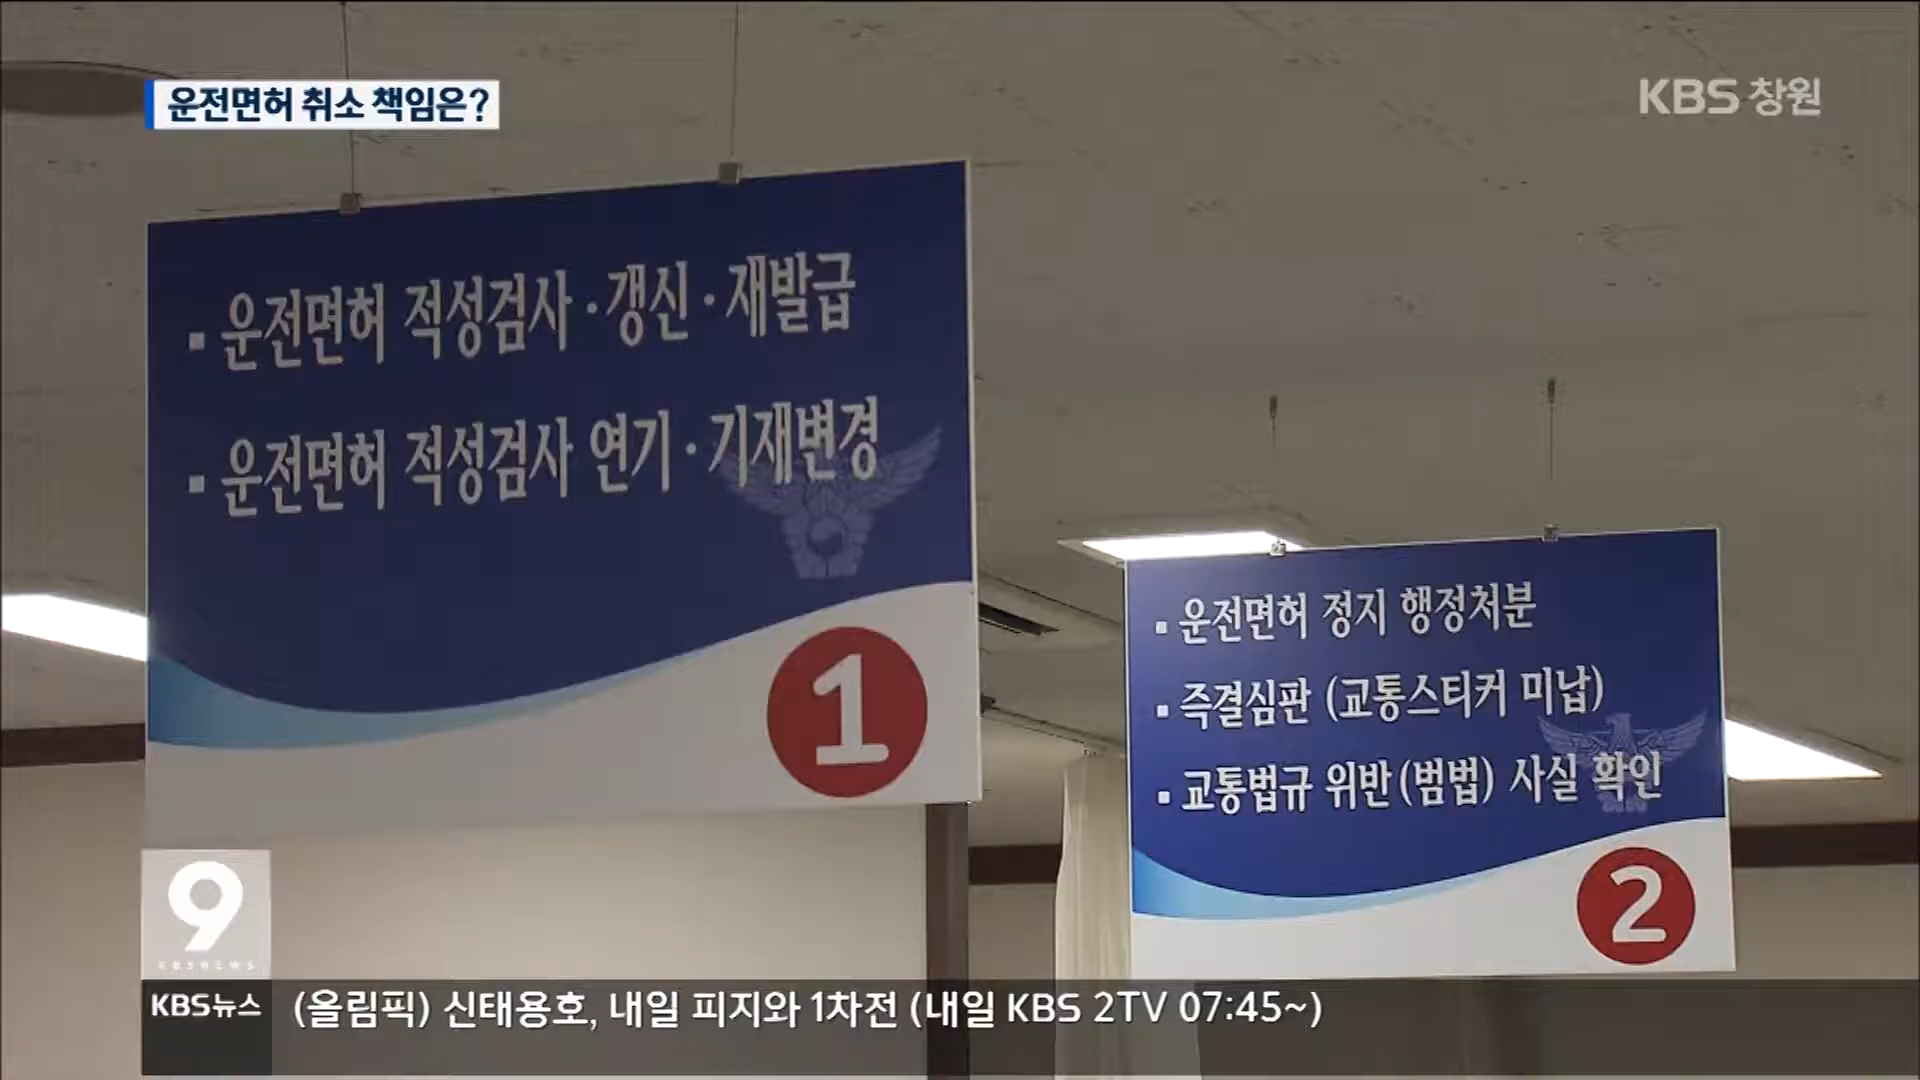 운전면허 취소 책임은?
KBS 창원
▪ 운전면허 적성검사·갱신·재발급
▪ 운전면허 적성검사 연기·기재변경
1
▪ 운전면허 정지 행정처분
▪ 즉결심판 (교통스티커 미납)
▪ 교통법규 위반(범법) 사실 확인
2
9
KBS NEWS
KBS뉴스 (올림픽) 신태용호, 내일 피지와 1차전 (내일 KBS 2TV 07:45~)